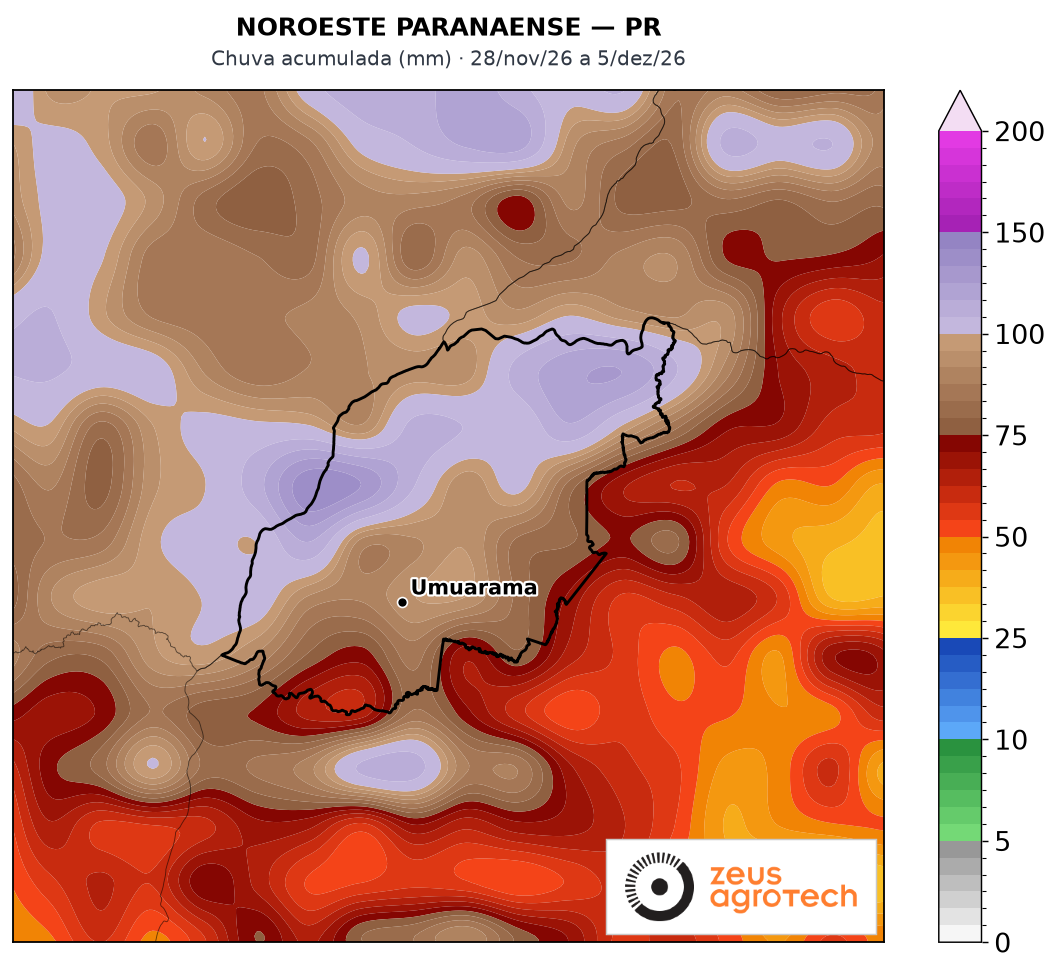 NOROESTE PARANAENSE — PR
Chuva acumulada (mm) · 28/nov/26 a 5/dez/26
200
150
100
75
50
25
10
5
0
Umuarama
zeus
agroTech